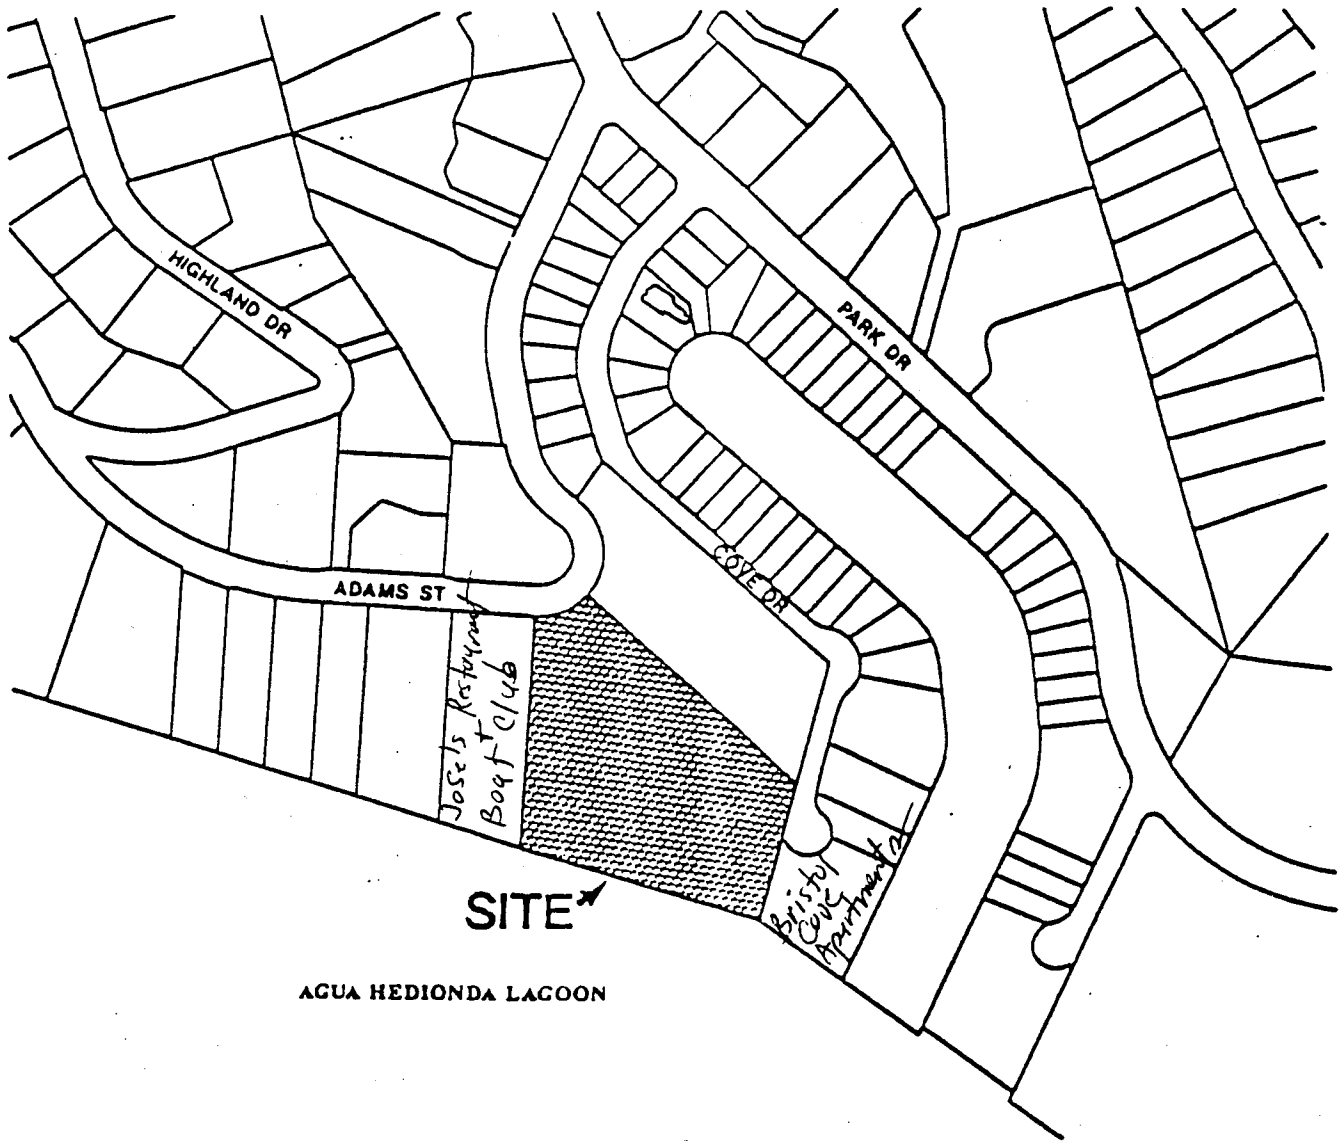 HIGHLAND DR
PARK DR
COVE DR
ADAMS ST
Jose's Restaurant
Boat Club
SITE
Bristol
Cove
Apartments
AGUA HEDIONDA LAGOON